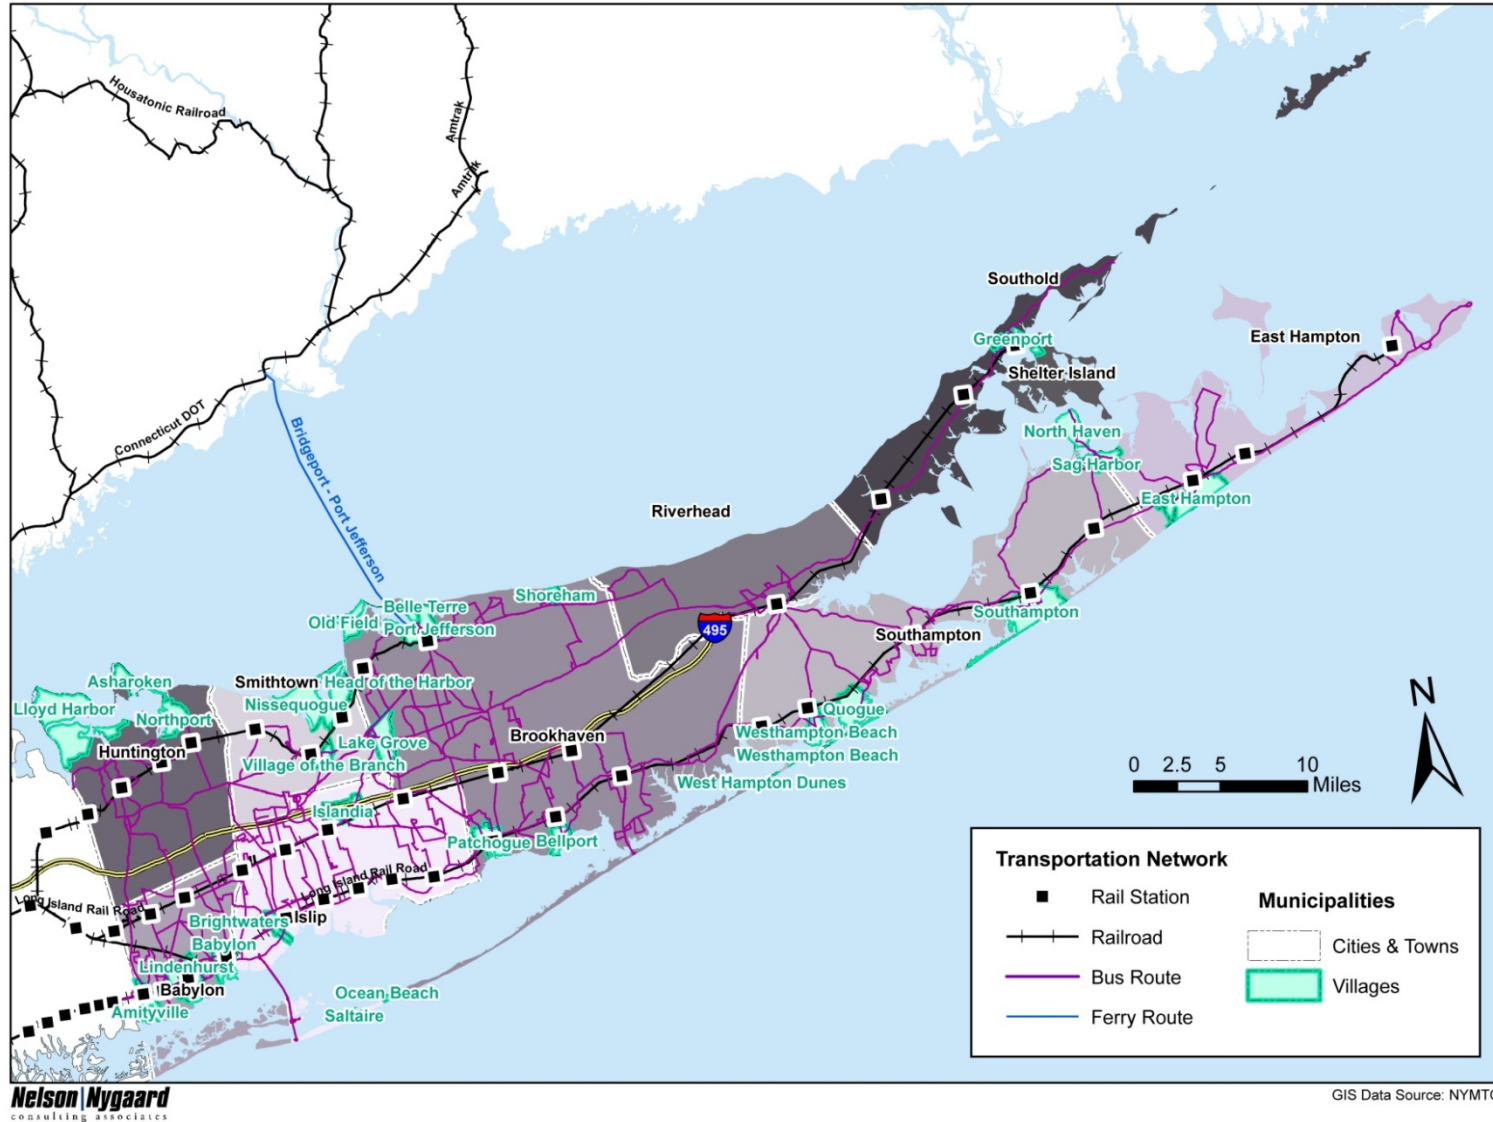 Housatonic Railroad
Amtrak
Amtrak
Connecticut DOT
Bridgeport - Port Jefferson
Southold
Greenport
Shelter Island
East Hampton
North Haven
Sag Harbor
East Hampton
Riverhead
Shoreham
Belle Terre
Old Field
Port Jefferson
495
Southampton
Southampton
Smithtown
Head of the Harbor
Asharoken
Nissequogue
Lloyd Harbor
Northport
Quogue
Huntington
Lake Grove
Brookhaven
Westhampton Beach
Village of the Branch
Westhampton Beach
West Hampton Dunes
Islandia
Patchogue
Bellport
Long Island Rail Road
Long Island Rail Road
Brightwaters
Islip
Babylon
Lindenhurst
Babylon
Amityville
Ocean Beach
Saltaire
N
0 2.5 5 10
Miles
Transportation Network
Rail Station
Railroad
Bus Route
Ferry Route
Municipalities
Cities & Towns
Villages
Nelson|Nygaard
consulting associates
GIS Data Source: NYMTC